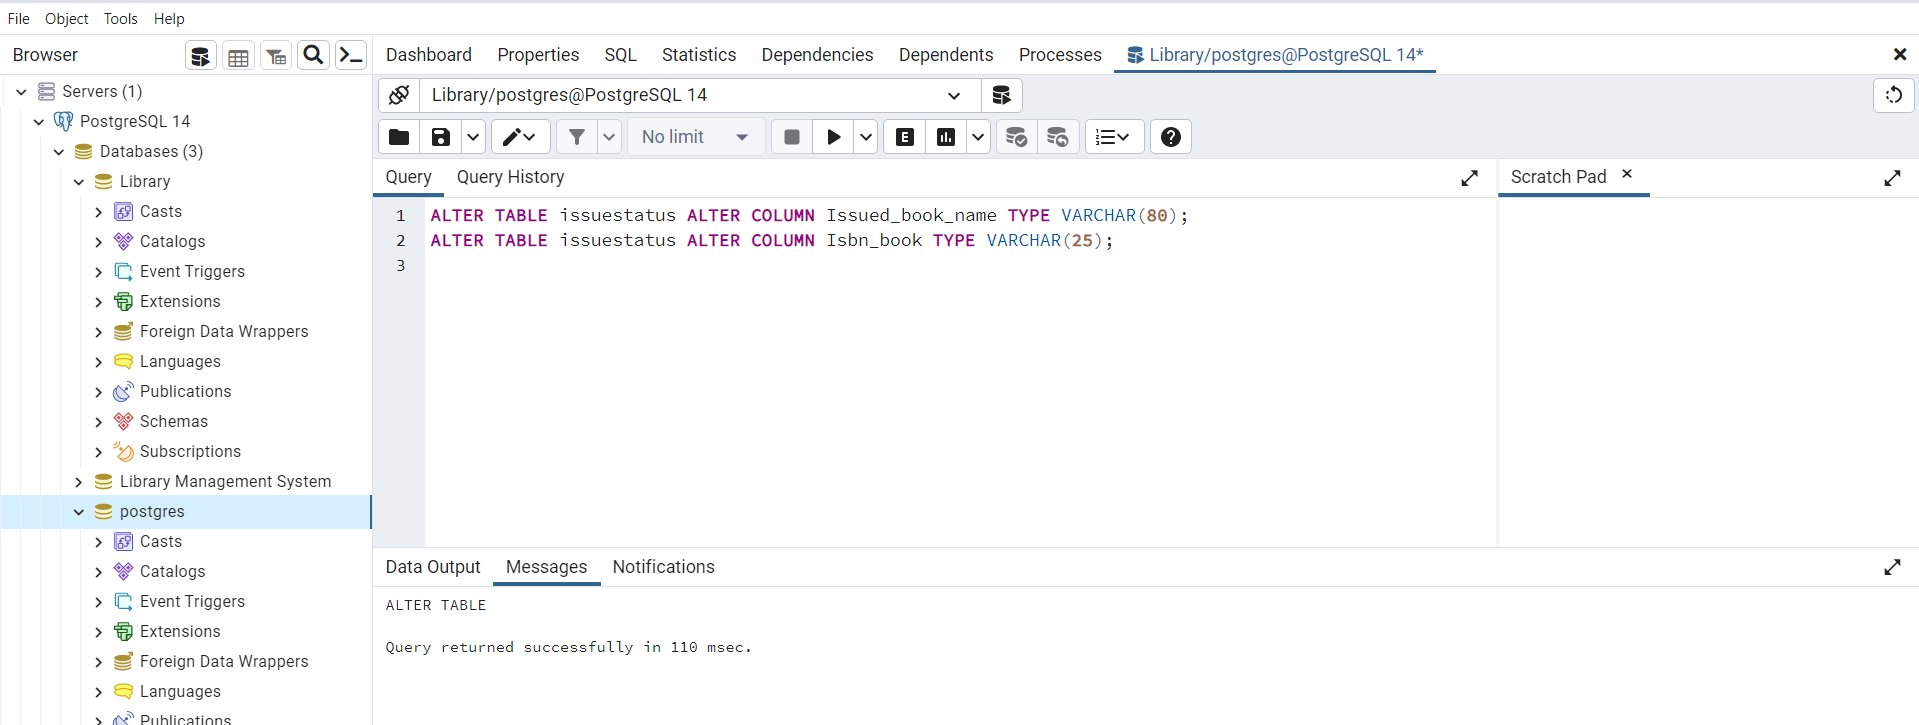 File Object Tools Help
Browser
Dashboard Properties SQL Statistics Dependencies Dependents Processes Library/postgres@PostgreSQL 14*
Servers (1)
PostgreSQL 14
Databases (3)
Library
Casts
Catalogs
Event Triggers
Extensions
Foreign Data Wrappers
Languages
Publications
Schemas
Subscriptions
Library Management System
postgres
Casts
Catalogs
Event Triggers
Extensions
Foreign Data Wrappers
Languages
Publications
Library/postgres@PostgreSQL 14
No limit
E
Query Query History
Scratch Pad
1 ALTER TABLE issuestatus ALTER COLUMN Issued_book_name TYPE VARCHAR(80);
2 ALTER TABLE issuestatus ALTER COLUMN Isbn_book TYPE VARCHAR(25);
3
Data Output Messages Notifications
ALTER TABLE
Query returned successfully in 110 msec.